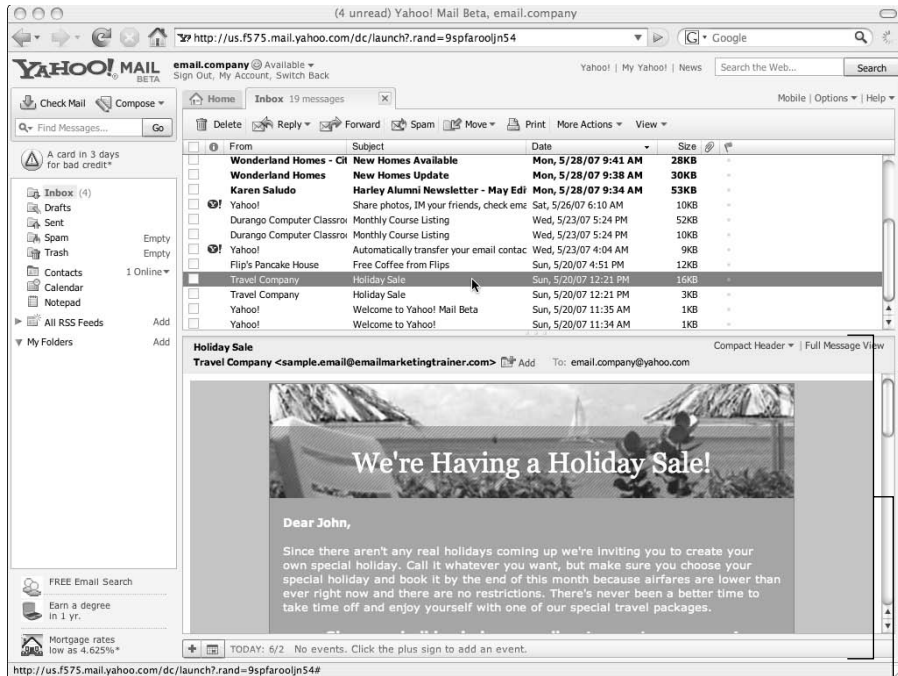 (4 unread) Yahoo! Mail Beta, email.company
http://us.f575.mail.yahoo.com/dc/launch?.rand=9spfarooljn54
G Google
YAHOO! MAIL BETA
email.company Available
Sign Out, My Account, Switch Back
Yahoo! | My Yahoo! | News
Search the Web...
Search
Check Mail Compose
Find Messages... Go
A card in 3 days
for bad credit*
Inbox (4)
Drafts
Sent
Spam Empty
Trash Empty
Contacts 1 Online
Calendar
Notepad
All RSS Feeds Add
My Folders Add
FREE Email Search
Earn a degree
in 1 yr.
Mortgage rates
low as 4.625%*
Home Inbox 19 messages
Mobile | Options | Help
Delete Reply Forward Spam Move Print More Actions View
From Subject Date Size
Wonderland Homes - Cit New Homes Available Mon, 5/28/07 9:41 AM 28KB
Wonderland Homes New Homes Update Mon, 5/28/07 9:38 AM 30KB
Karen Saludo Harley Alumni Newsletter - May Edi Mon, 5/28/07 9:34 AM 53KB
Yahoo! Share photos, IM your friends, check ema Sat, 5/26/07 6:10 AM 10KB
Durango Computer Classroo Monthly Course Listing Wed, 5/23/07 5:24 PM 52KB
Durango Computer Classroo Monthly Course Listing Wed, 5/23/07 5:24 PM 10KB
Yahoo! Automatically transfer your email contac Wed, 5/23/07 4:04 AM 9KB
Flip's Pancake House Free Coffee from Flips Sun, 5/20/07 4:51 PM 12KB
Travel Company Holiday Sale Sun, 5/20/07 12:21 PM 16KB
Travel Company Holiday Sale Sun, 5/20/07 12:21 PM 3KB
Yahoo! Welcome to Yahoo! Mail Beta Sun, 5/20/07 11:35 AM 1KB
Yahoo! Welcome to Yahoo! Sun, 5/20/07 11:34 AM 1KB
Holiday Sale
Compact Header | Full Message View
Travel Company <sample.email@emailmarketingtrainer.com> Add To: email.company@yahoo.com
We're Having a Holiday Sale!
Dear John,
Since there aren't any real holidays coming up we're inviting you to create your
own special holiday. Call it whatever you want, but make sure you choose your
special holiday and book it by the end of this month because airfares are lower than
ever right now and there are no restrictions. There's never been a better time to
take time off and enjoy yourself with one of our special travel packages.
TODAY: 6/2 No events. Click the plus sign to add an event.
http://us.f575.mail.yahoo.com/dc/launch?.rand=9spfarooljn54#